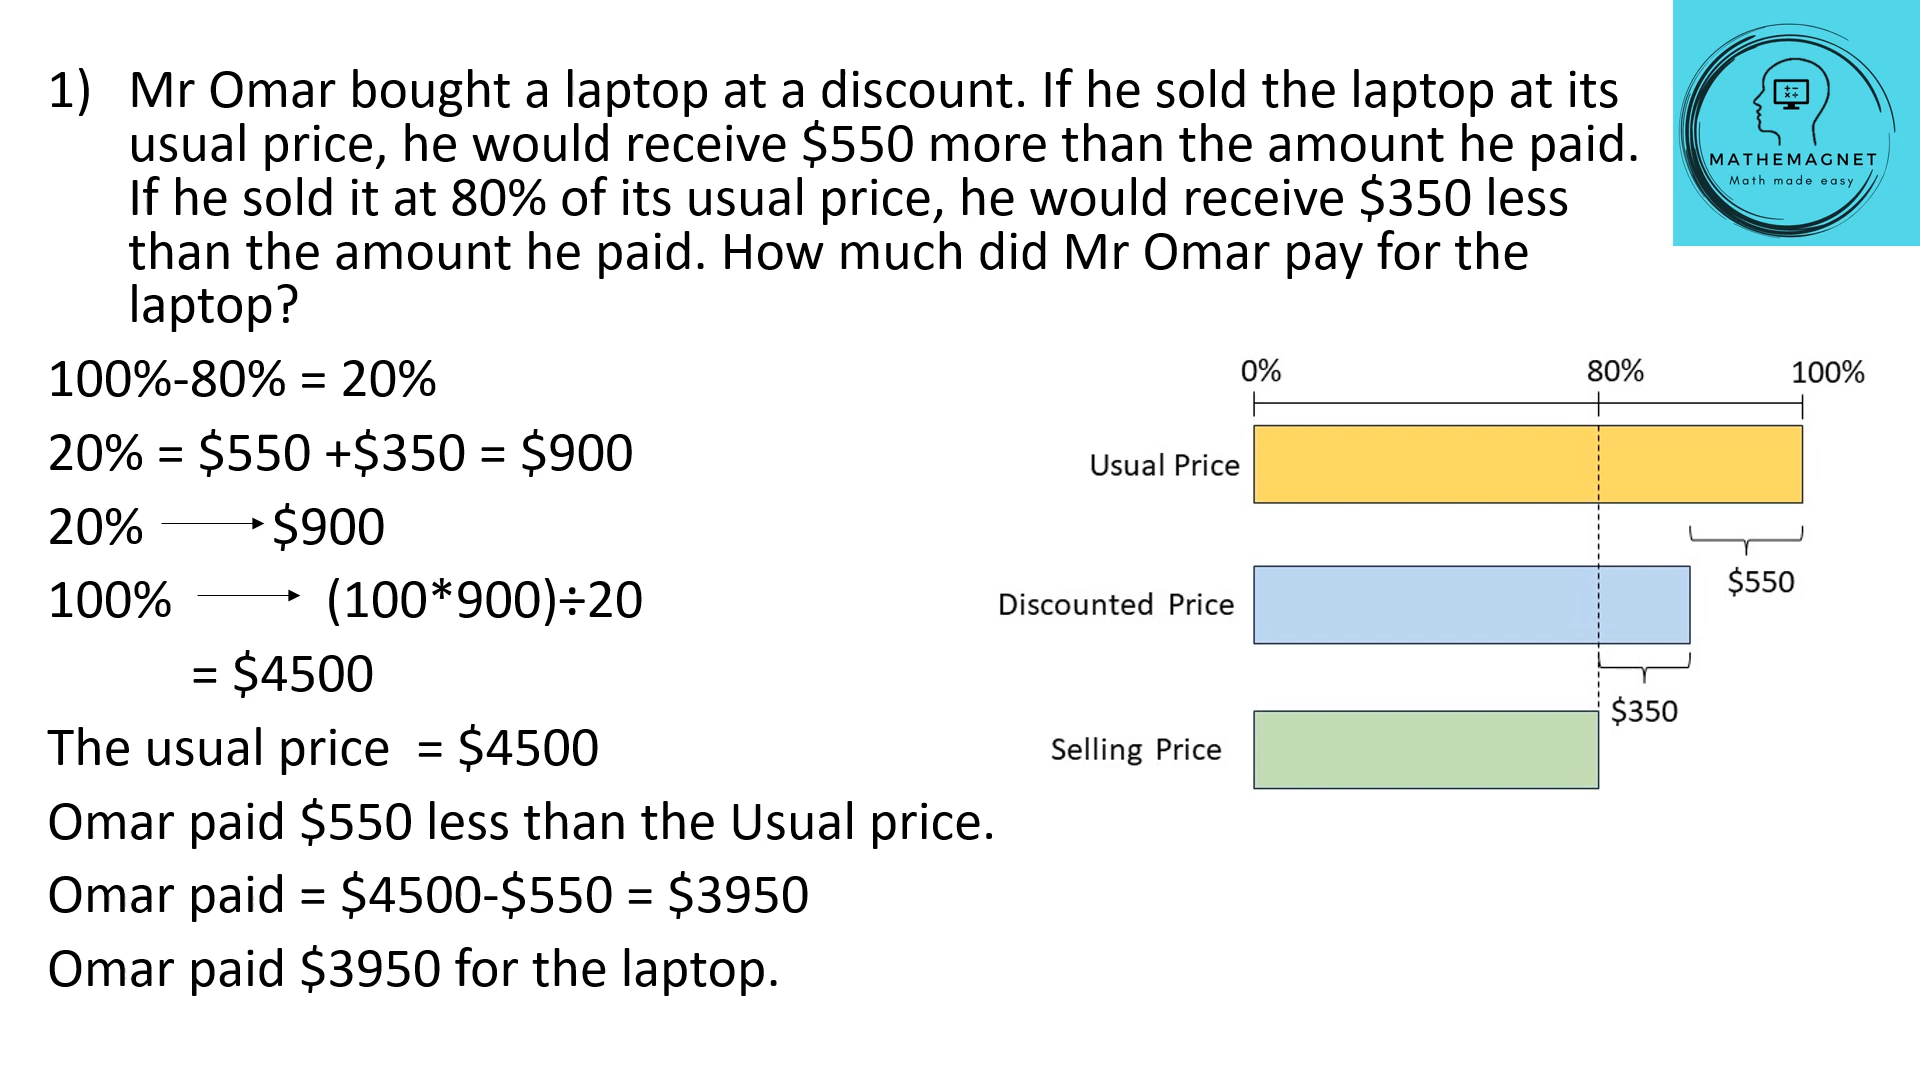 1) Mr Omar bought a laptop at a discount. If he sold the laptop at its
usual price, he would receive $550 more than the amount he paid.
If he sold it at 80% of its usual price, he would receive $350 less
than the amount he paid. How much did Mr Omar pay for the
laptop?
MATHEMAGNET
Math made easy
100%-80% = 20%
20% = $550 +$350 = $900
20% $900
100% (100*900)÷20
= $4500
The usual price = $4500
Omar paid $550 less than the Usual price.
Omar paid = $4500-$550 = $3950
Omar paid $3950 for the laptop.
0% 80% 100%
Usual Price
$550
Discounted Price
$350
Selling Price